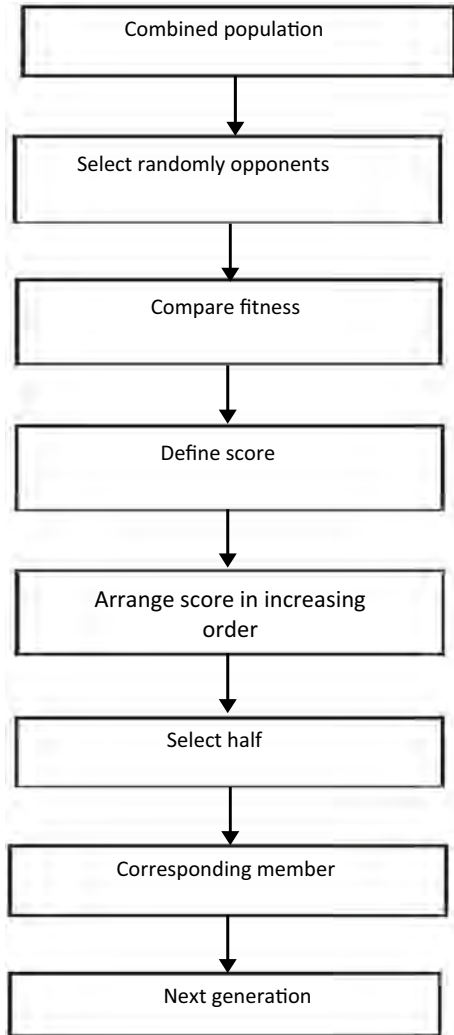 Combined population
Select randomly opponents
Compare fitness
Define score
Arrange score in increasing
order
Select half
Corresponding member
Next generation